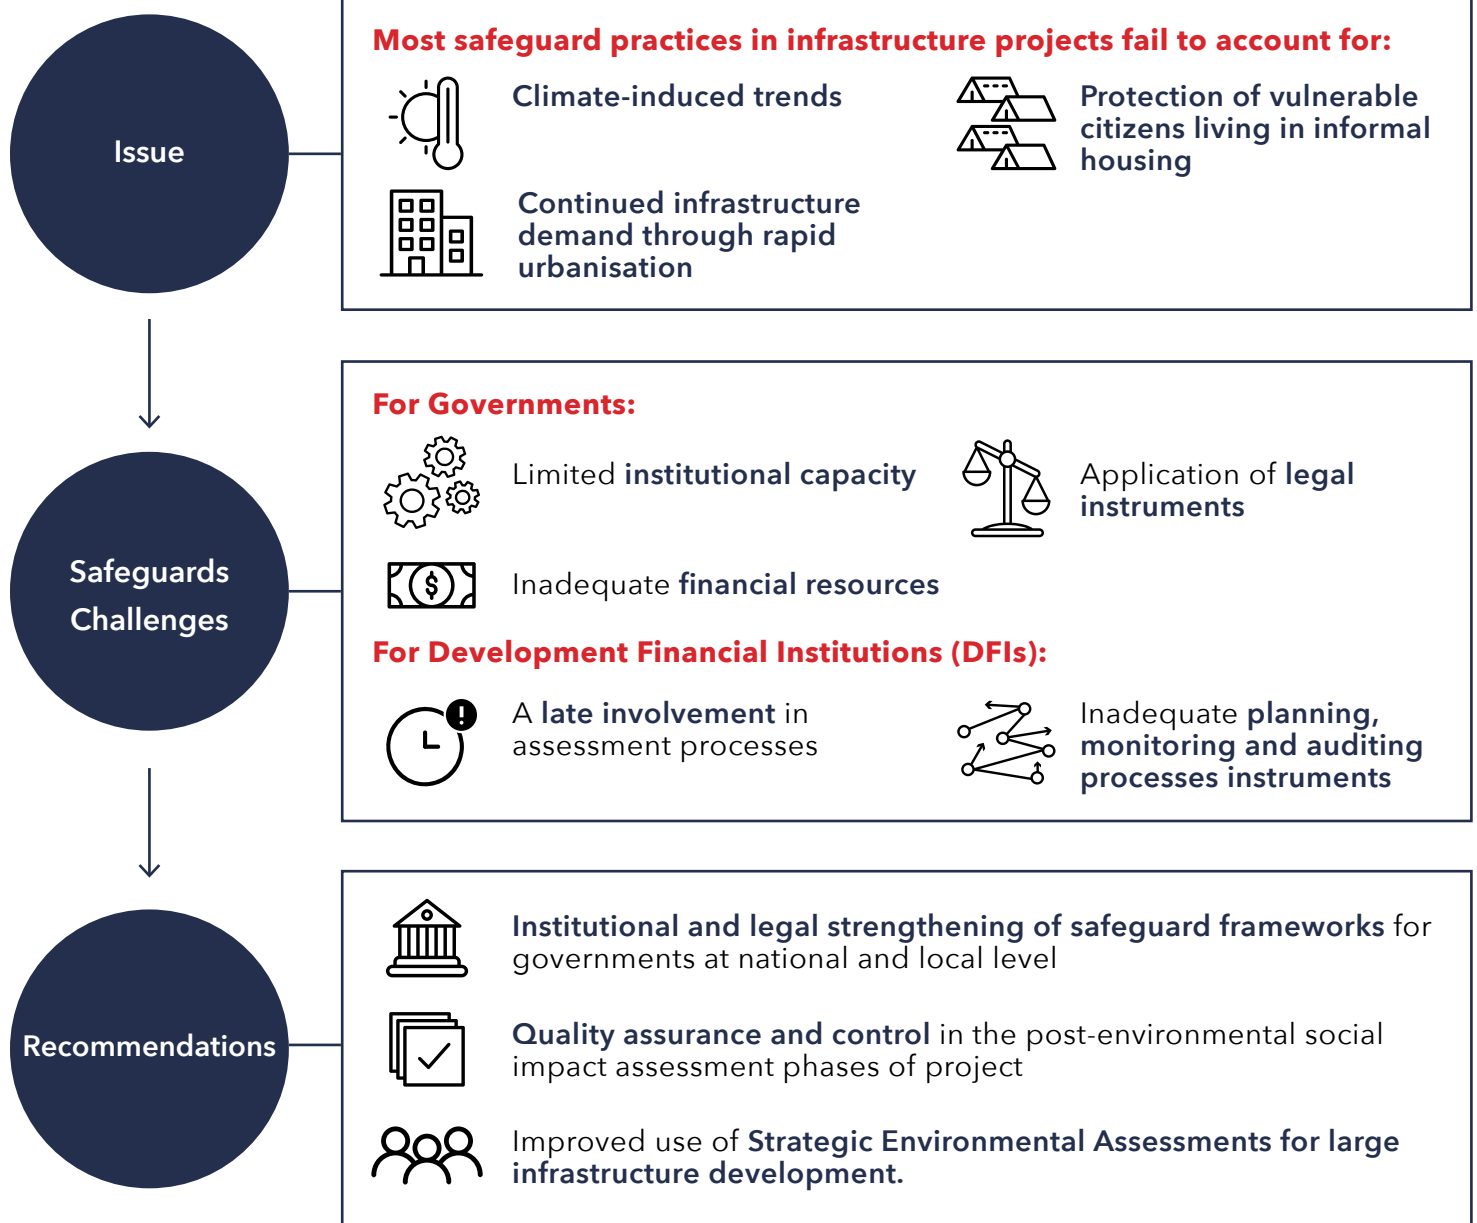 Issue
Most safeguard practices in infrastructure projects fail to account for:
Climate-induced trends
Protection of vulnerable
citizens living in informal
housing
Continued infrastructure
demand through rapid
urbanisation
Safeguards
Challenges
For Governments:
Limited institutional capacity
Application of legal
instruments
$
Inadequate financial resources
For Development Financial Institutions (DFIs):
!
A late involvement in
assessment processes
Inadequate planning,
monitoring and auditing
processes instruments
Recommendations
Institutional and legal strengthening of safeguard frameworks for
governments at national and local level
Quality assurance and control in the post-environmental social
impact assessment phases of project
Improved use of Strategic Environmental Assessments for large
infrastructure development.